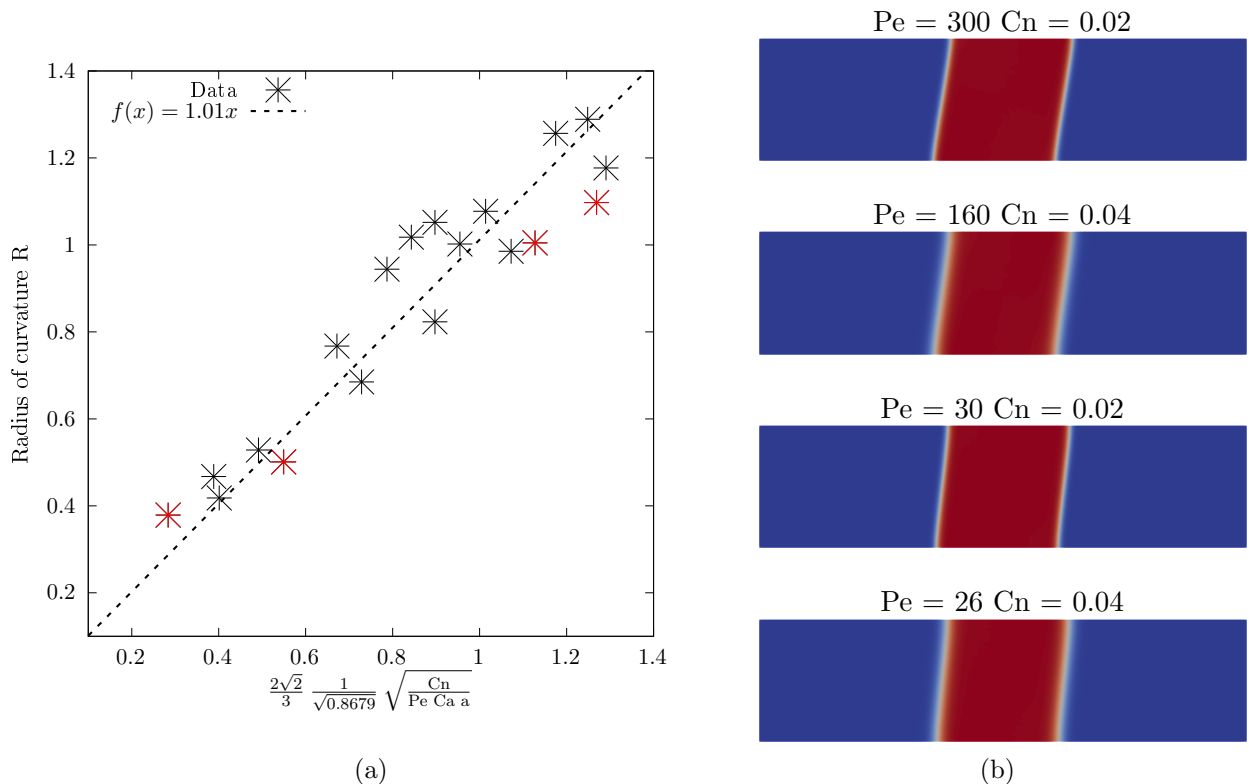 1.4
1.2
1
0.8
0.6
0.4
0.2
Radius of curvature R
Data
f(x) = 1.01x
0.2 0.4 0.6 0.8 1 1.2 1.4
2√2/3 1/√0.8679 √(Cn/Pe Ca a)
(a)
Pe = 300 Cn = 0.02
Pe = 160 Cn = 0.04
Pe = 30 Cn = 0.02
Pe = 26 Cn = 0.04
(b)